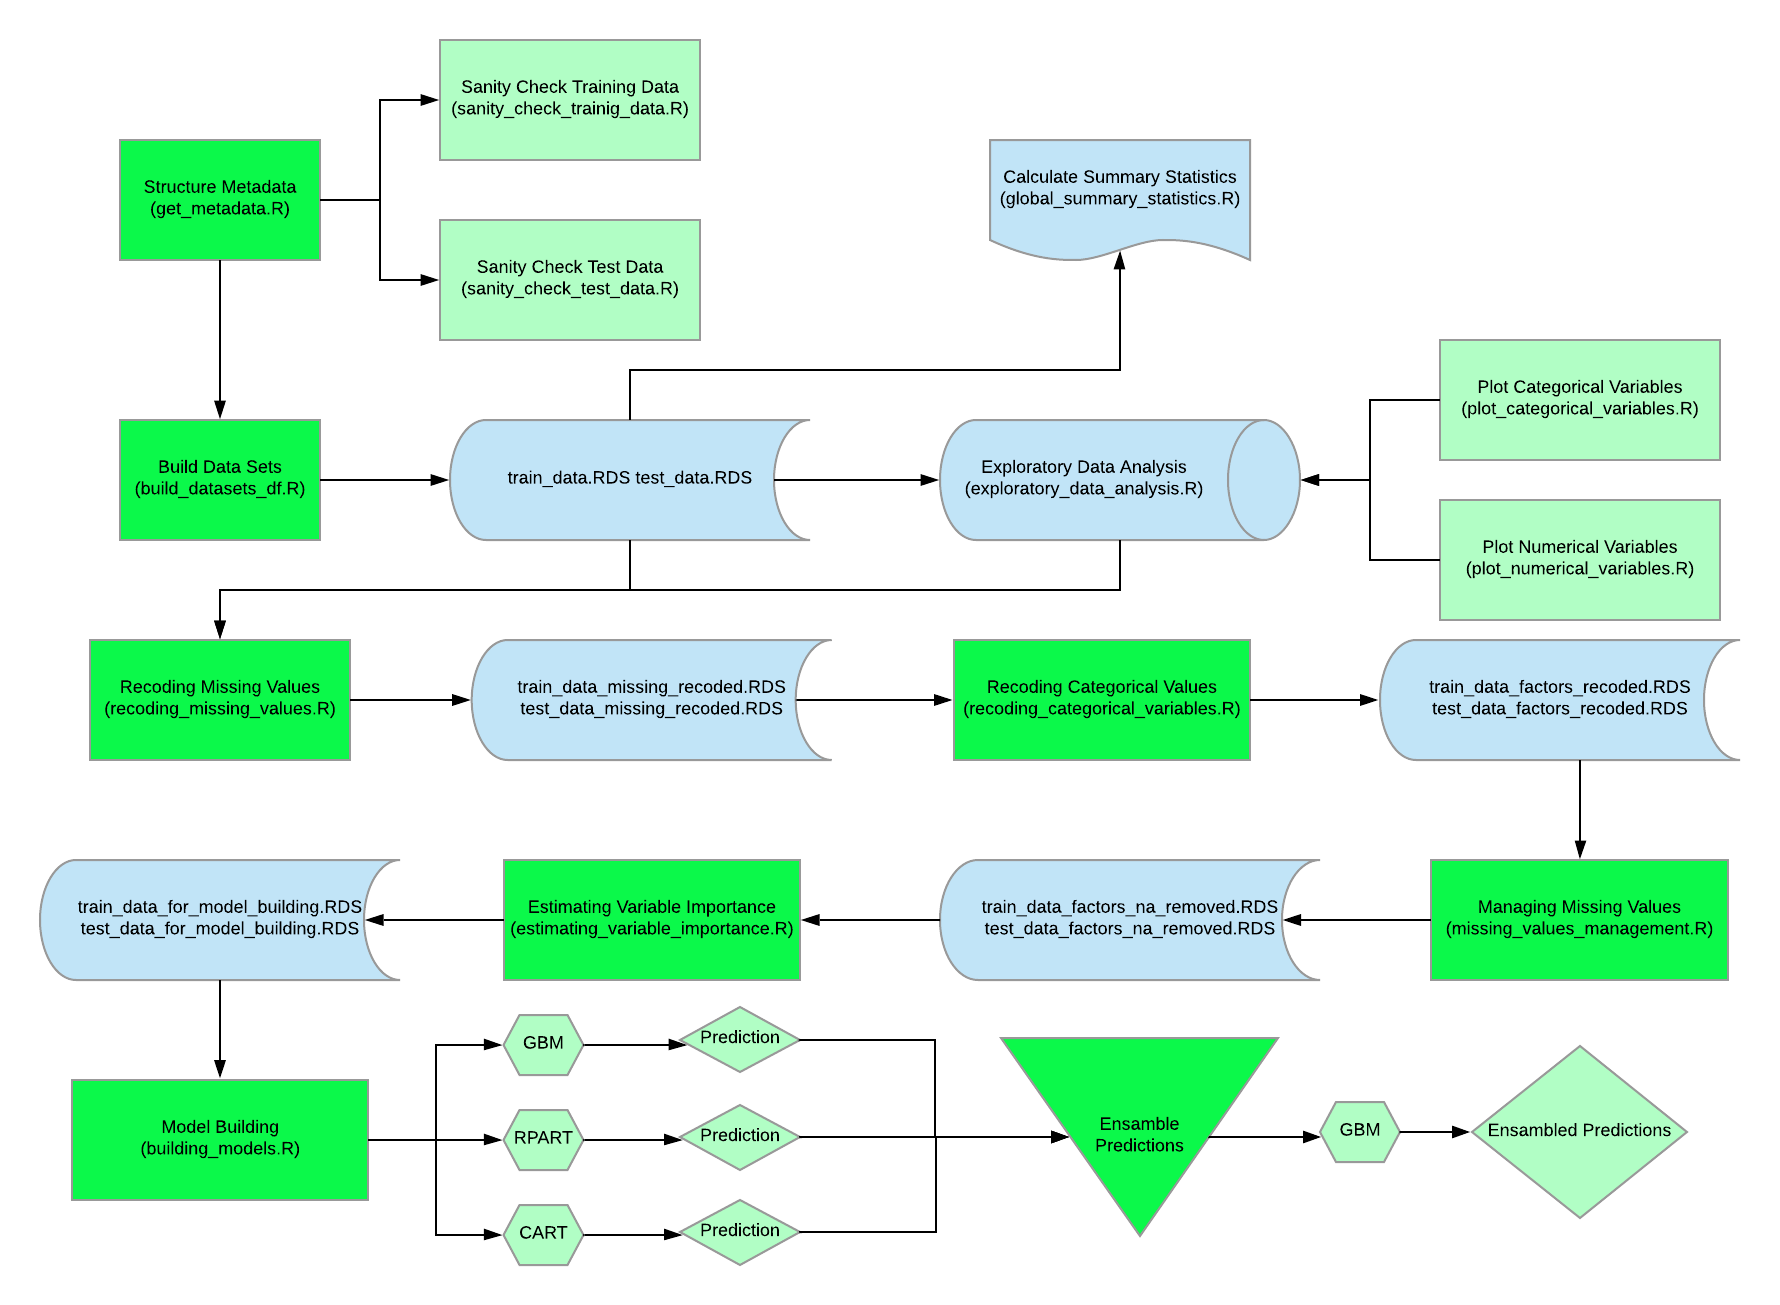 Sanity Check Training Data
(sanity_check_trainig_data.R)
Structure Metadata
(get_metadata.R)
Sanity Check Test Data
(sanity_check_test_data.R)
Calculate Summary Statistics
(global_summary_statistics.R)
Plot Categorical Variables
(plot_categorical_variables.R)
Build Data Sets
(build_datasets_df.R)
train_data.RDS test_data.RDS
Exploratory Data Analysis
(exploratory_data_analysis.R)
Plot Numerical Variables
(plot_numerical_variables.R)
Recoding Missing Values
(recoding_missing_values.R)
train_data_missing_recoded.RDS
test_data_missing_recoded.RDS
Recoding Categorical Values
(recoding_categorical_variables.R)
train_data_factors_recoded.RDS
test_data_factors_recoded.RDS
train_data_for_model_building.RDS
test_data_for_model_building.RDS
Estimating Variable Importance
(estimating_variable_importance.R)
train_data_factors_na_removed.RDS
test_data_factors_na_removed.RDS
Managing Missing Values
(missing_values_management.R)
Model Building
(building_models.R)
GBM
Prediction
RPART
Prediction
CART
Prediction
Ensamble
Predictions
GBM
Ensambled Predictions